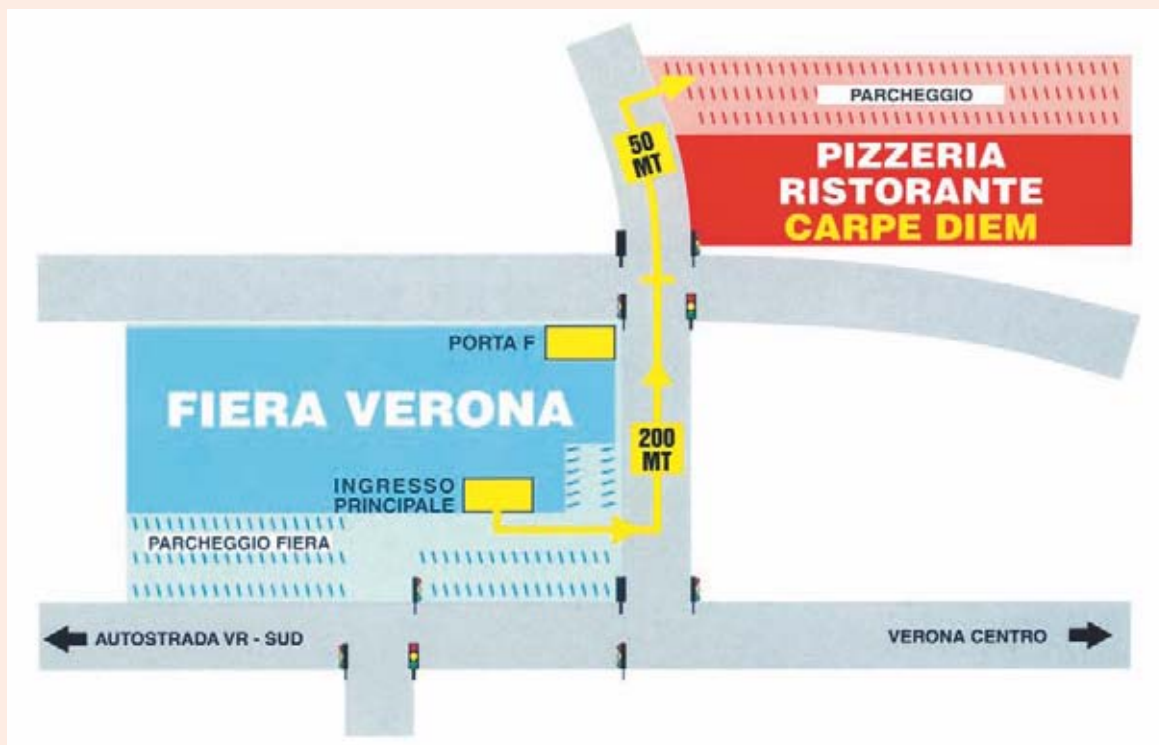 PARCHEGGIO
50
MT
PIZZERIA
RISTORANTE
CARPE DIEM
PORTA F
FIERA VERONA
200
MT
INGRESSO
PRINCIPALE
PARCHEGGIO FIERA
AUTOSTRADA VR - SUD
VERONA CENTRO